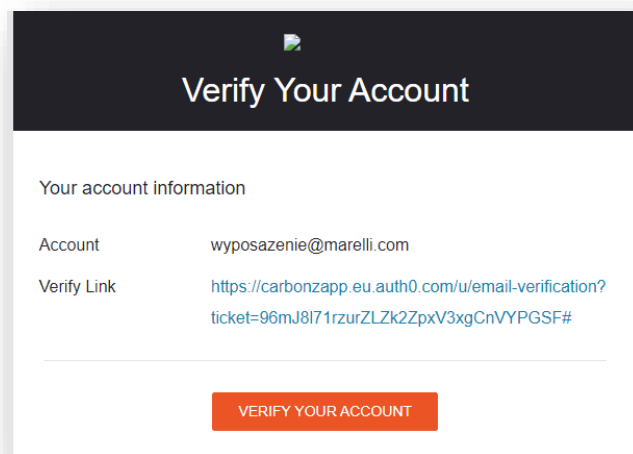 Verify Your Account
Your account information
Account wyposazenie@marelli.com
Verify Link https://carbonzapp.eu.auth0.com/u/email-verification?
ticket=96mJ8l71rzurZLZk2ZpxV3xgCnVYPGSF#
VERIFY YOUR ACCOUNT